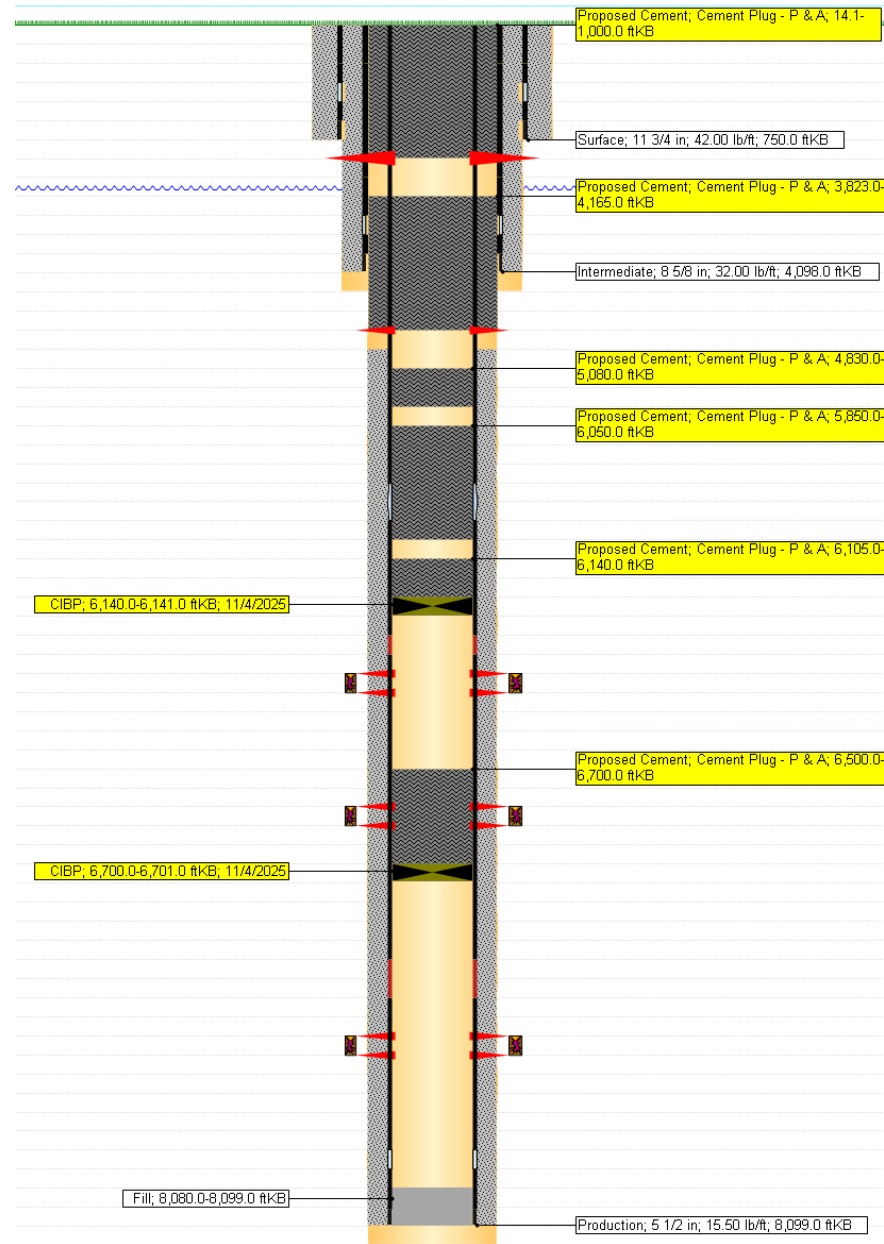 Proposed Cement; Cement Plug - P & A; 14.1-
1,000.0 ftKB
Surface; 11 3/4 in; 42.00 lb/ft; 750.0 ftKB
Proposed Cement; Cement Plug - P & A; 3,823.0-
4,165.0 ftKB
Intermediate; 8 5/8 in; 32.00 lb/ft; 4,098.0 ftKB
Proposed Cement; Cement Plug - P & A; 4,830.0-
5,080.0 ftKB
Proposed Cement; Cement Plug - P & A; 5,850.0-
6,050.0 ftKB
Proposed Cement; Cement Plug - P & A; 6,105.0-
6,140.0 ftKB
CIBP; 6,140.0-6,141.0 ftKB; 11/4/2025
Proposed Cement; Cement Plug - P & A; 6,500.0-
6,700.0 ftKB
CIBP; 6,700.0-6,701.0 ftKB; 11/4/2025
Fill; 8,080.0-8,099.0 ftKB
Production; 5 1/2 in; 15.50 lb/ft; 8,099.0 ftKB